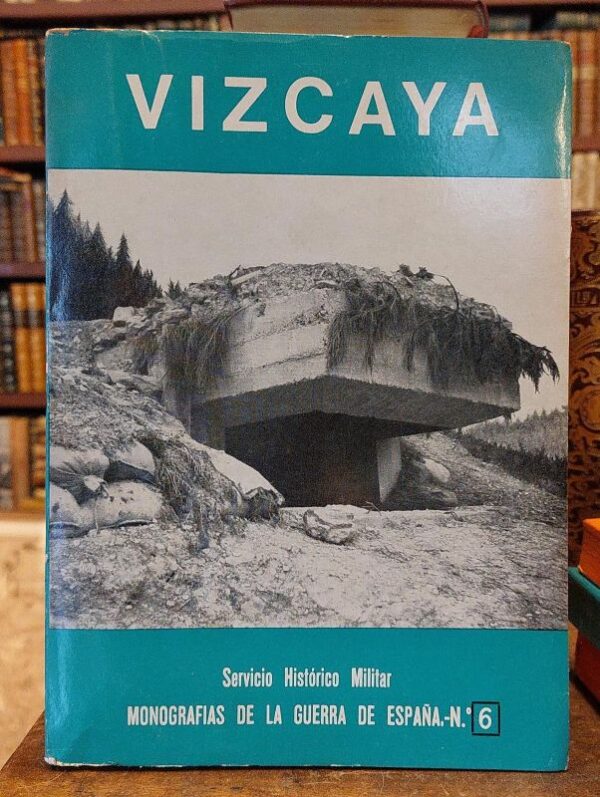 VIZCAYA
Servicio Histórico Militar
MONOGRAFIAS DE LA GUERRA DE ESPAÑA.-N.º 6